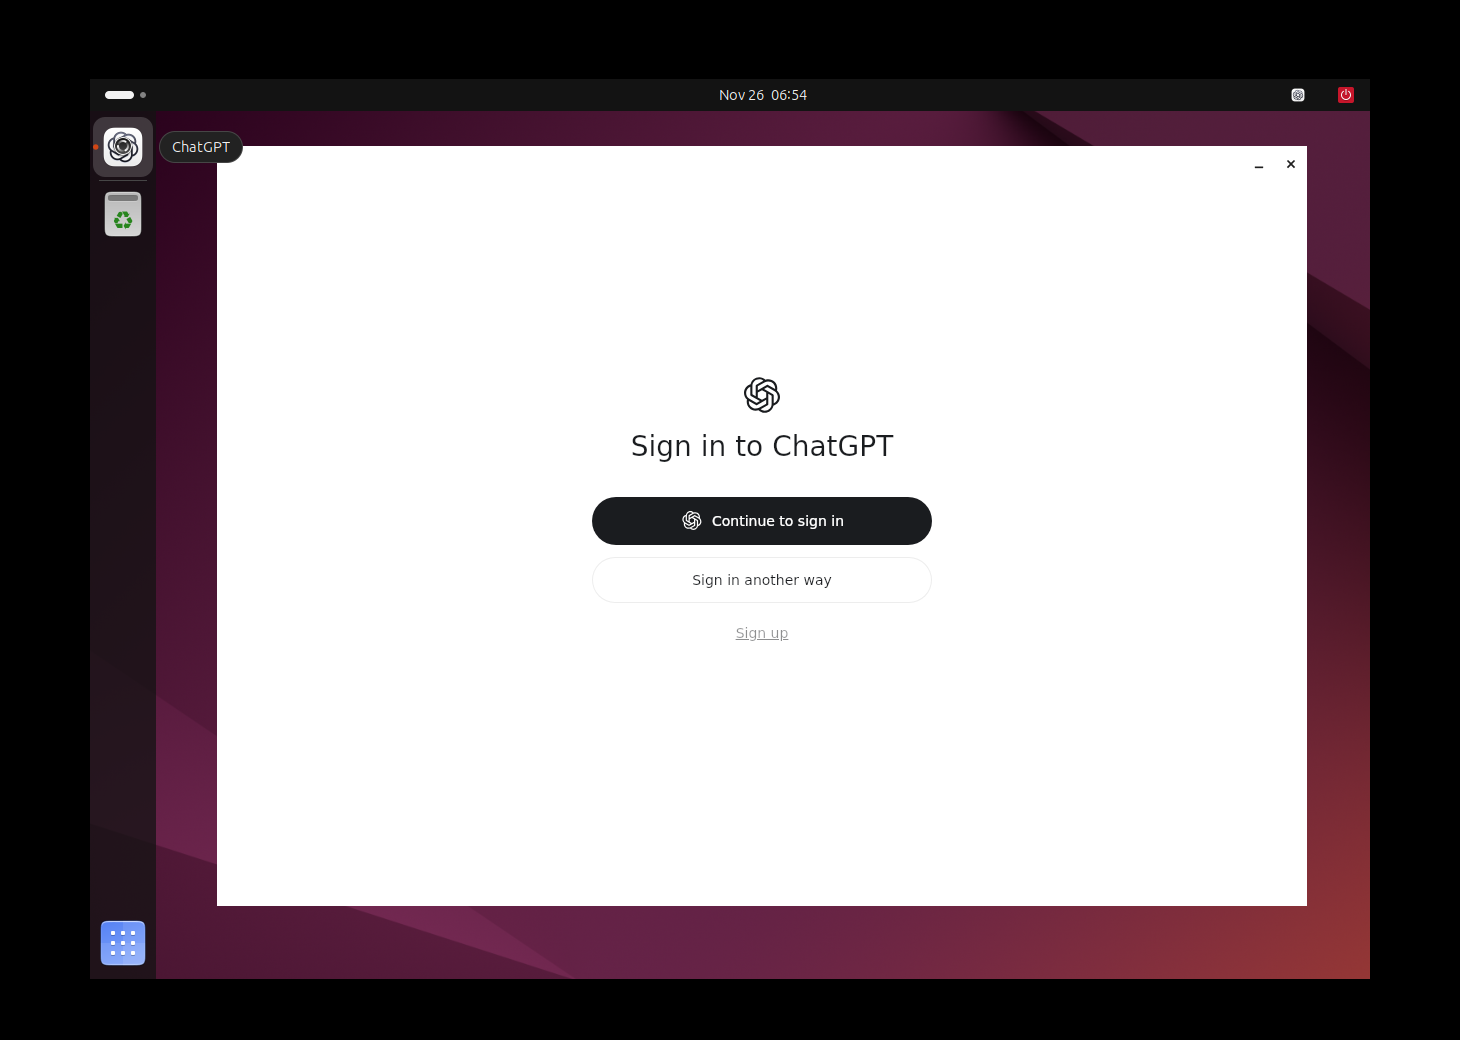 Nov 26 06:54
ChatGPT
Sign in to ChatGPT
Continue to sign in
Sign in another way
Sign up